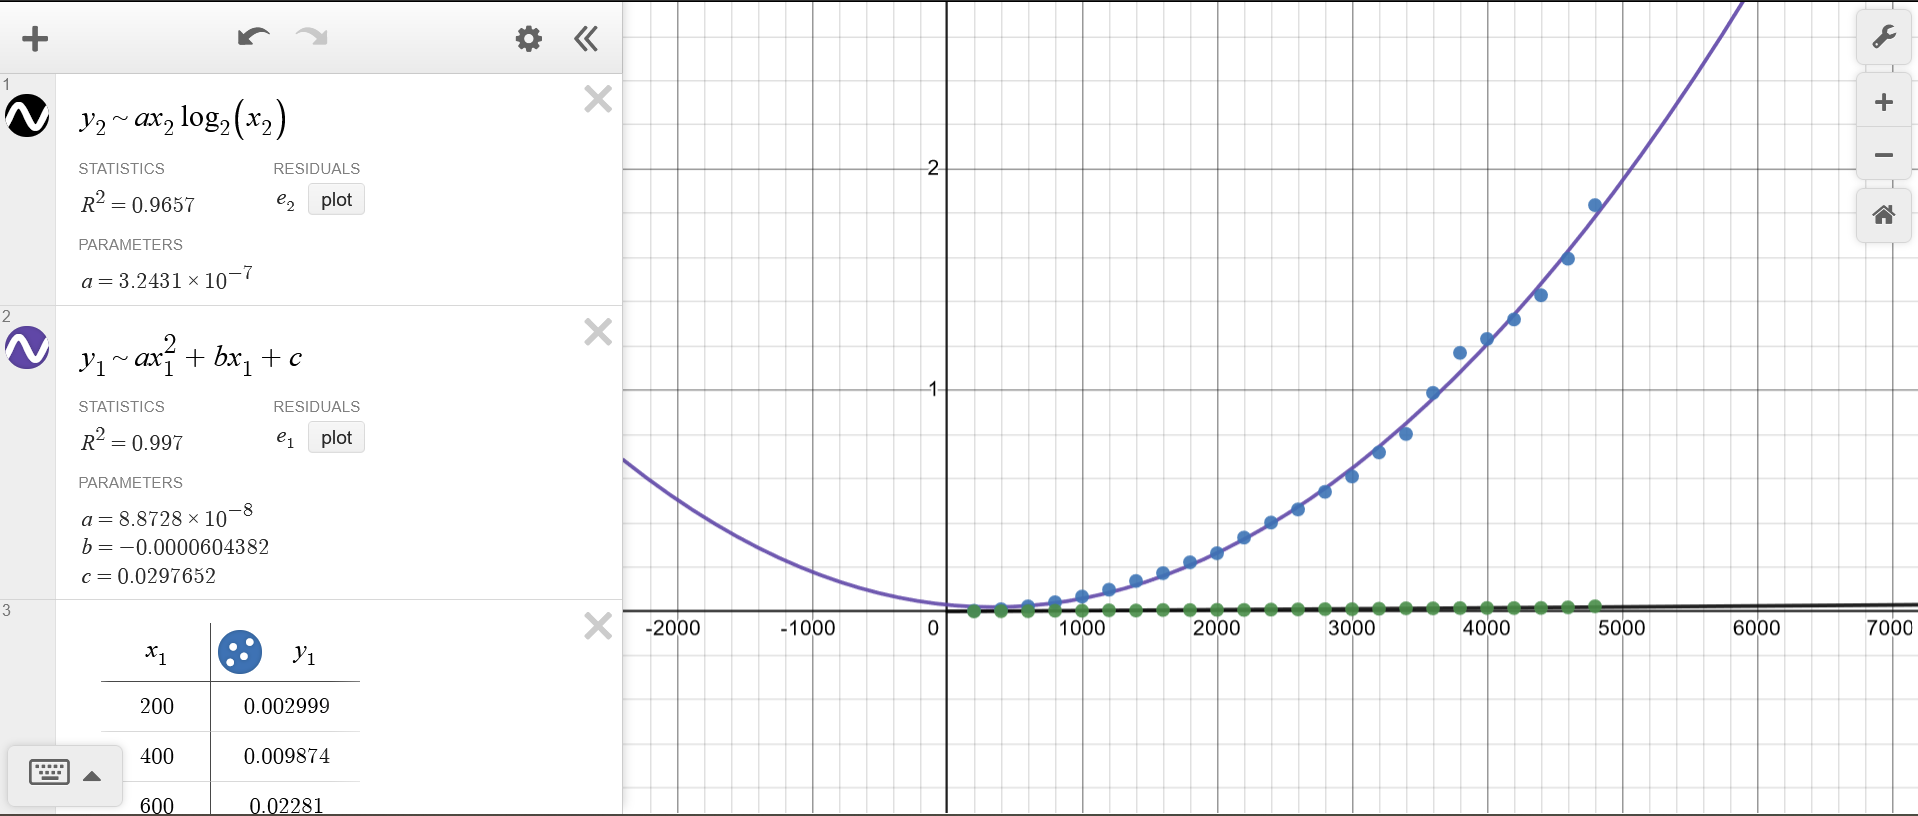 1
y₂ ~ ax₂ log₂(x₂)
STATISTICS RESIDUALS
R² = 0.9657 e₂ plot
PARAMETERS
a = 3.2431 × 10⁻⁷
2
y₁ ~ ax₁² + bx₁ + c
STATISTICS RESIDUALS
R² = 0.997 e₁ plot
PARAMETERS
a = 8.8728 × 10⁻⁸
b = −0.0000604382
c = 0.0297652
3
x₁ y₁
200 0.002999
400 0.009874
600 0.02281
2
1
-2000 -1000 0 1000 2000 3000 4000 5000 6000 7000